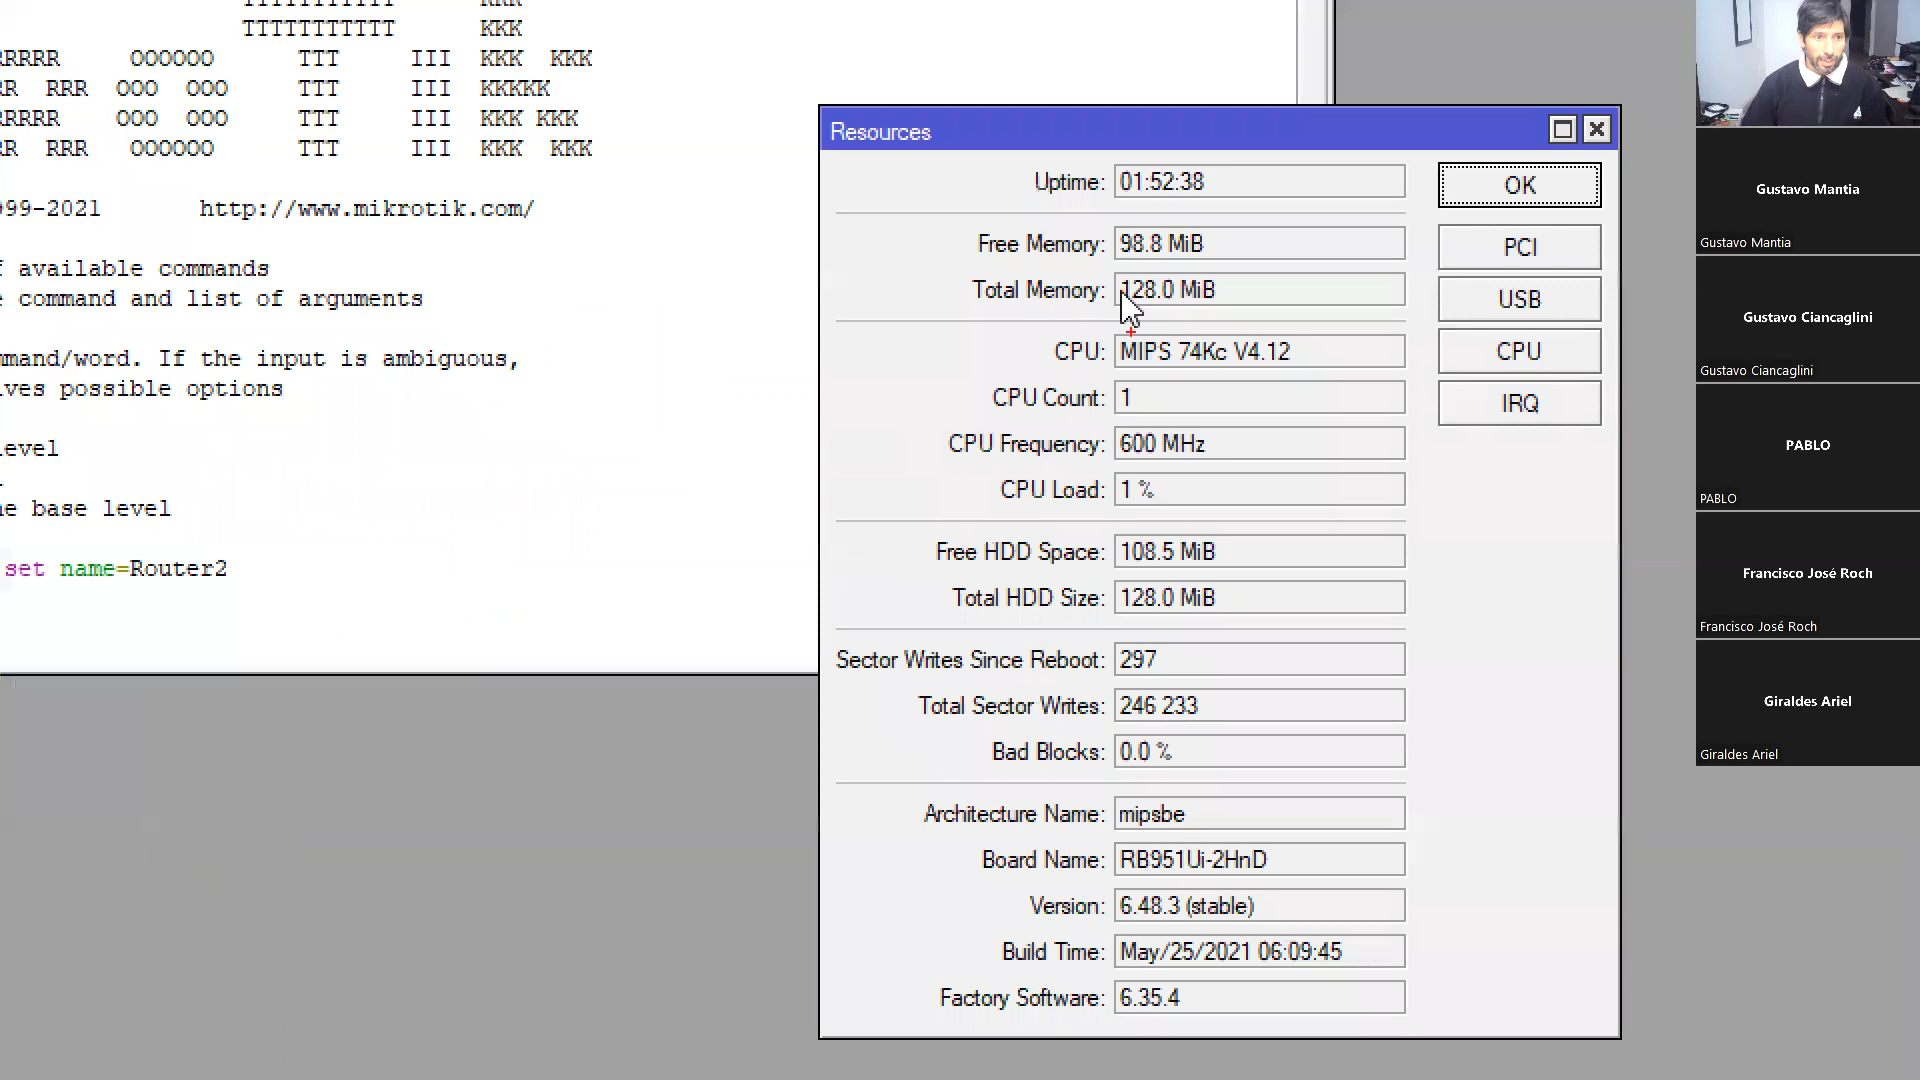 TTTTTTTTTTT KKK
TTTTTTTTTTT KKK
RRRRR OOOOOO TTT III KKK KKK
RR RRR OOO OOO TTT III KKKKK
RRRRR OOO OOO TTT III KKK KKK
RR RRR OOOOOO TTT III KKK KKK
99-2021 http://www.mikrotik.com/
f available commands
e command and list of arguments
mmand/word. If the input is ambiguous,
ives possible options
level
e base level
set name=Router2
Resources
Uptime: 01:52:38
Free Memory: 98.8 MiB
Total Memory: 128.0 MiB
CPU: MIPS 74Kc V4.12
CPU Count: 1
CPU Frequency: 600 MHz
CPU Load: 1 %
Free HDD Space: 108.5 MiB
Total HDD Size: 128.0 MiB
Sector Writes Since Reboot: 297
Total Sector Writes: 246 233
Bad Blocks: 0.0 %
Architecture Name: mipsbe
Board Name: RB951Ui-2HnD
Version: 6.48.3 (stable)
Build Time: May/25/2021 06:09:45
Factory Software: 6.35.4
OK
PCI
USB
CPU
IRQ
Gustavo Mantia
Gustavo Mantia
Gustavo Ciancaglini
Gustavo Ciancaglini
PABLO
PABLO
Francisco José Roch
Francisco José Roch
Giraldes Ariel
Giraldes Ariel